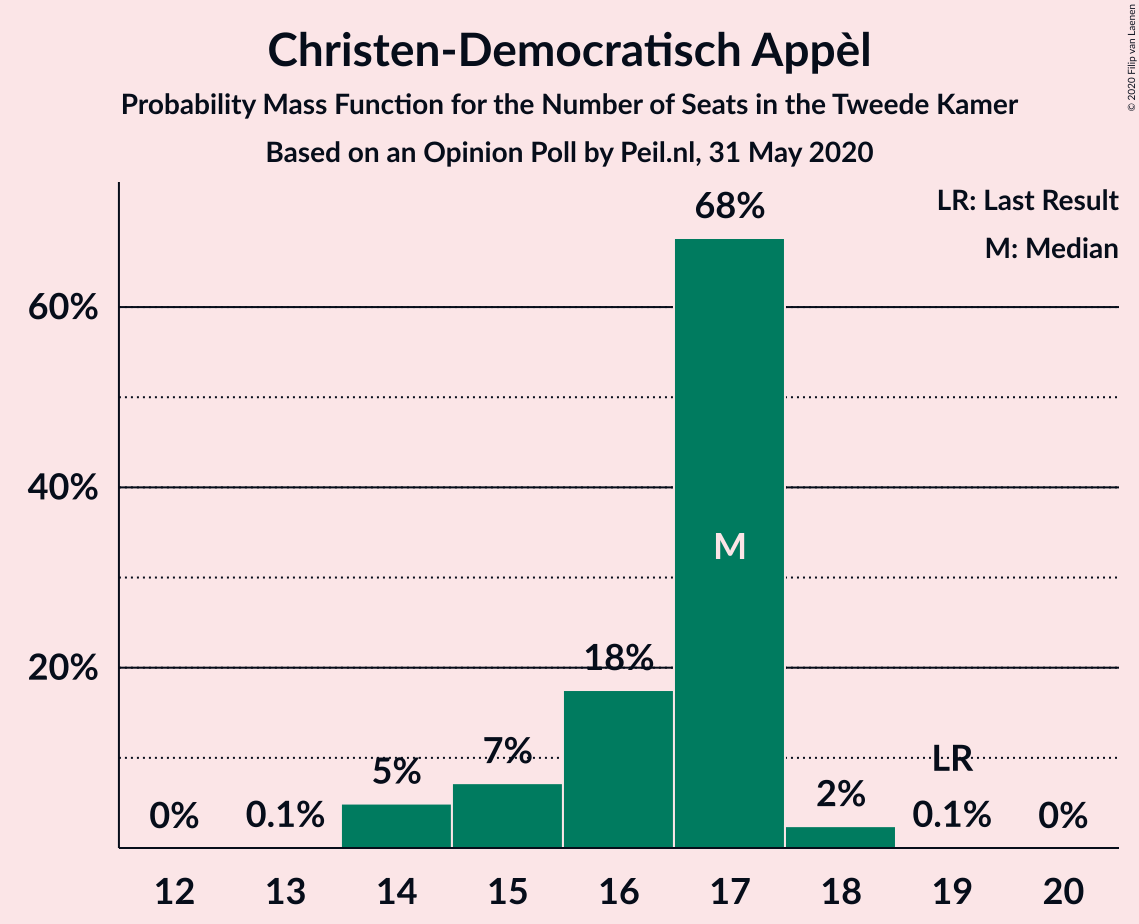 Christen-Democratisch Appèl
Probability Mass Function for the Number of Seats in the Tweede Kamer
Based on an Opinion Poll by Peil.nl, 31 May 2020
© 2020 Filip van Laenen
LR: Last Result
M: Median
60%
40%
20%
0%
0.1%
5%
7%
18%
68%
M
2%
LR
0.1%
0%
12 13 14 15 16 17 18 19 20